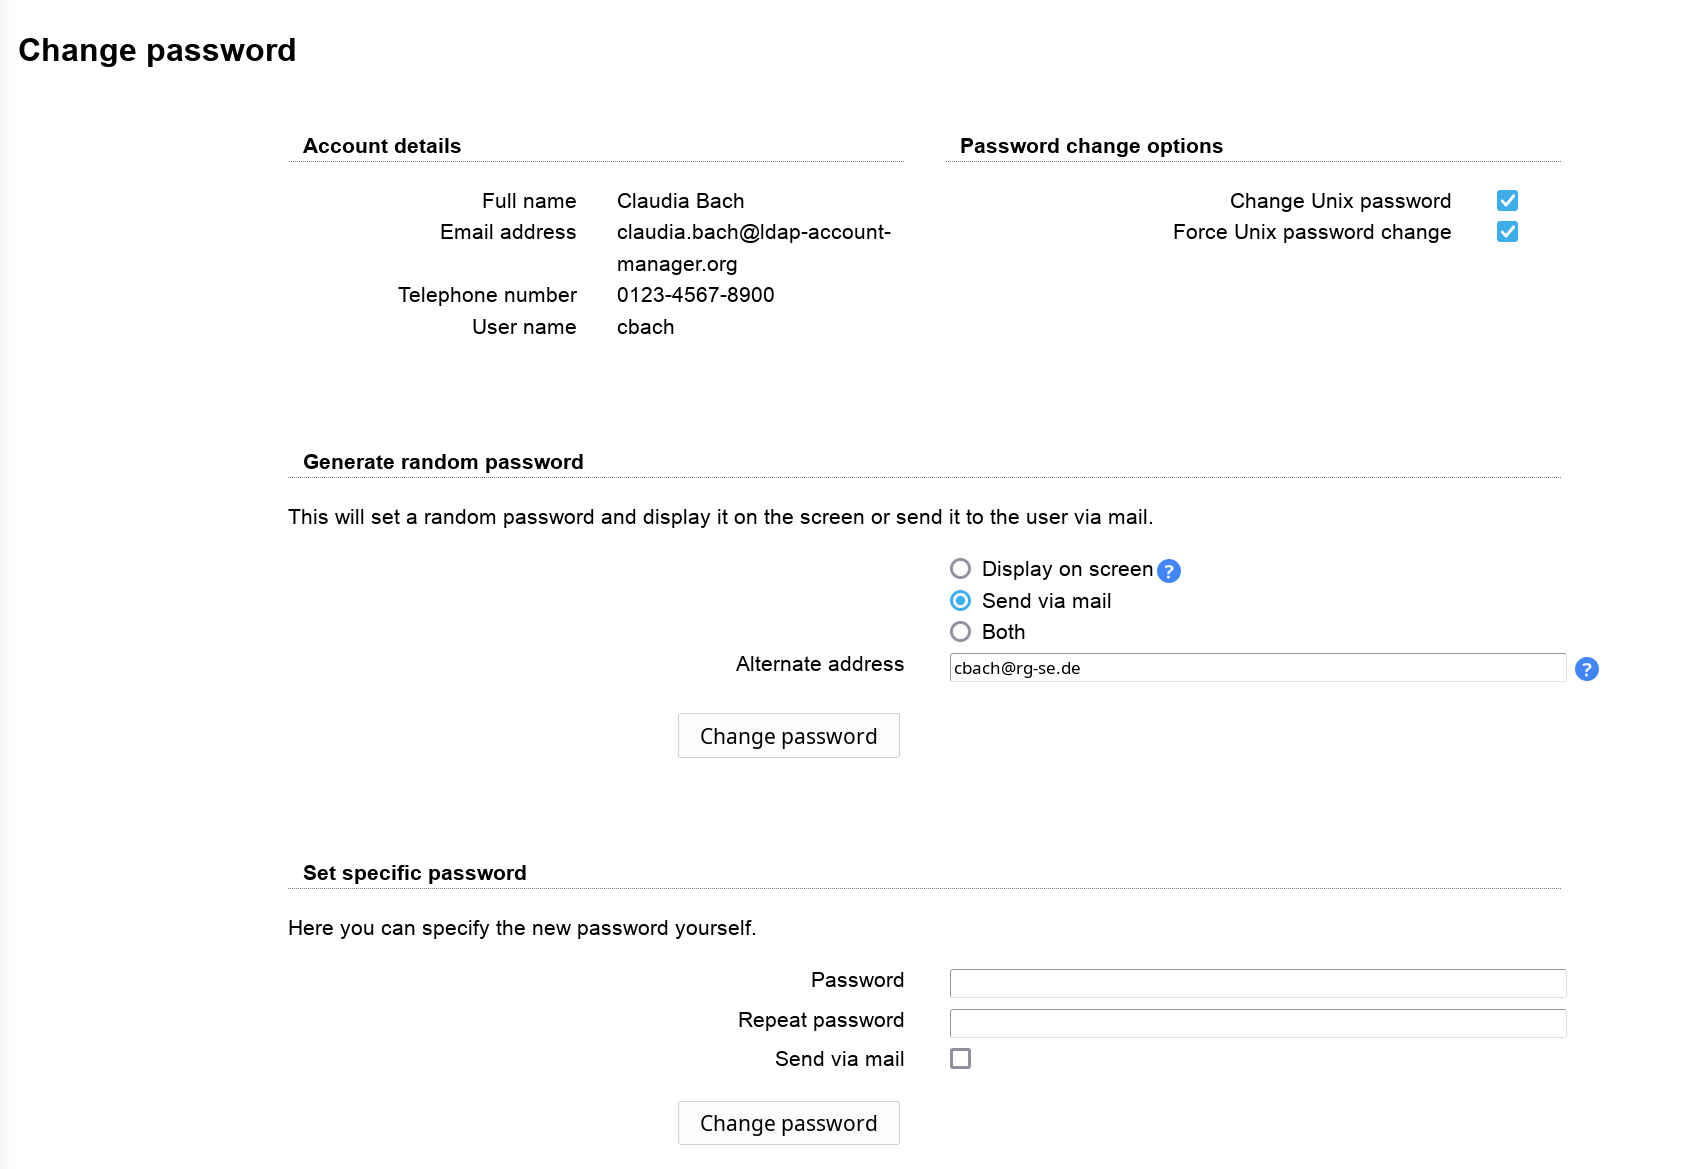 Change password
Account details
Full name Claudia Bach
Email address claudia.bach@ldap-account-
manager.org
Telephone number 0123-4567-8900
User name cbach
Password change options
Change Unix password
Force Unix password change
Generate random password
This will set a random password and display it on the screen or send it to the user via mail.
Display on screen ?
Send via mail
Both
Alternate address cbach@rg-se.de ?
Change password
Set specific password
Here you can specify the new password yourself.
Password
Repeat password
Send via mail
Change password